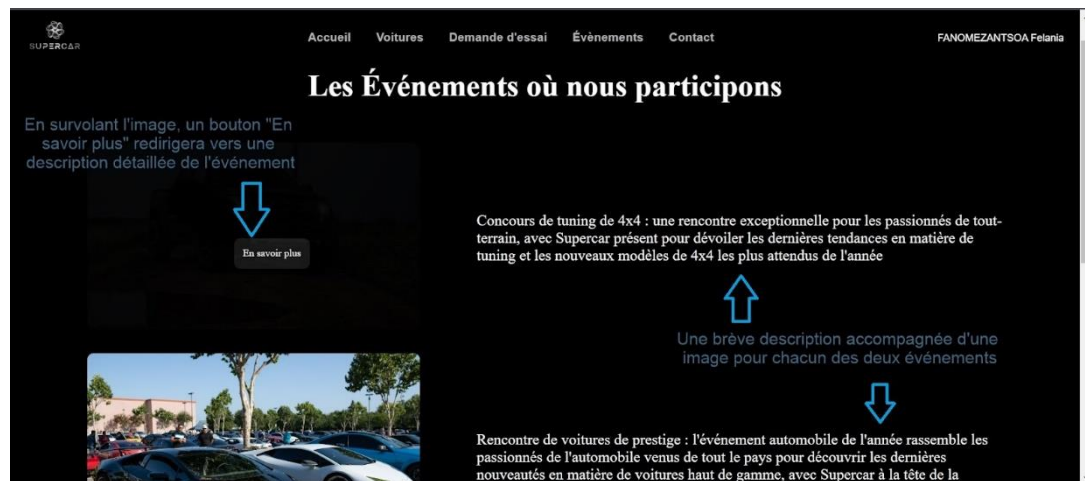 SUPERCAR
Accueil Voitures Demande d'essai Évènements Contact
FANOMEZANTSOA Felania
Les Événements où nous participons
En survolant l'image, un bouton "En
savoir plus" redirigera vers une
description détaillée de l'événement
En savoir plus
Concours de tuning de 4x4 : une rencontre exceptionnelle pour les passionnés de tout-
terrain, avec Supercar présent pour dévoiler les dernières tendances en matière de
tuning et les nouveaux modèles de 4x4 les plus attendus de l'année
Une brève description accompagnée d'une
image pour chacun des deux événements
Rencontre de voitures de prestige : l'événement automobile de l'année rassemble les
passionnés de l'automobile venus de tout le pays pour découvrir les dernières
nouveautés en matière de voitures haut de gamme, avec Supercar à la tête de la